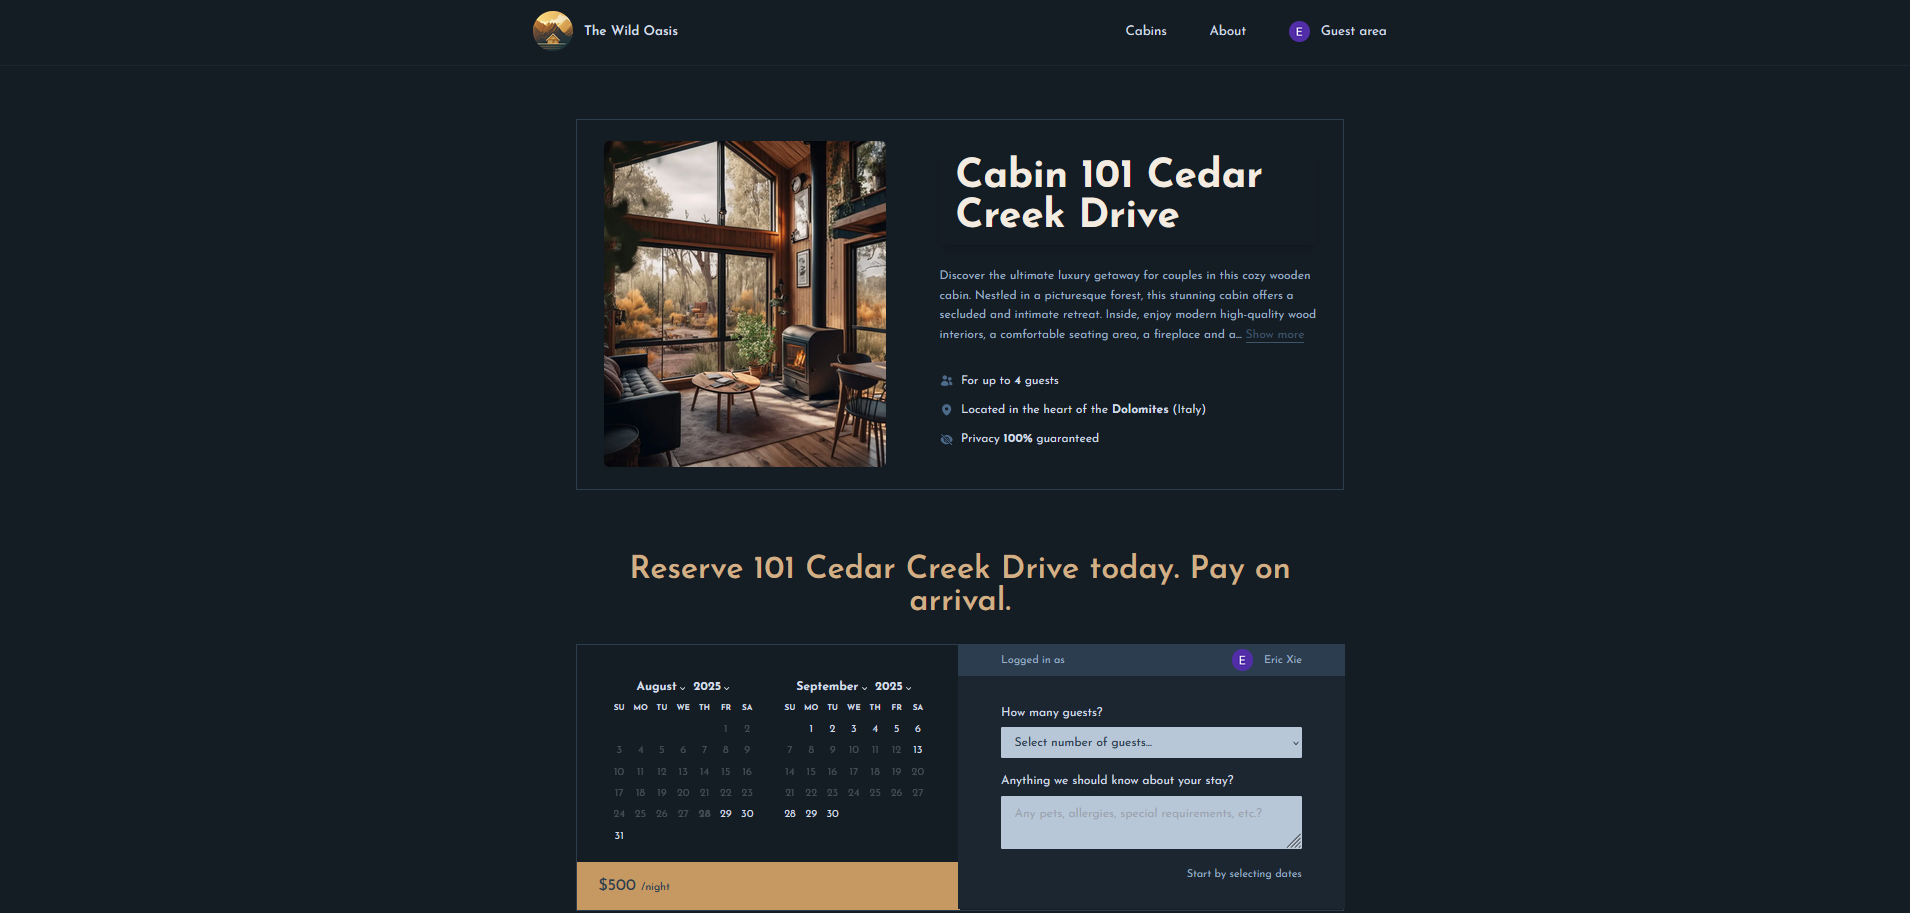 The Wild Oasis
Cabins
About
E
Guest area
Cabin 101 Cedar
Creek Drive
Discover the ultimate luxury getaway for couples in this cozy wooden
cabin. Nestled in a picturesque forest, this stunning cabin offers a
secluded and intimate retreat. Inside, enjoy modern high-quality wood
interiors, a comfortable seating area, a fireplace and a... Show more
For up to 4 guests
Located in the heart of the Dolomites (Italy)
Privacy 100% guaranteed
Reserve 101 Cedar Creek Drive today. Pay on
arrival.
August 2025
SU MO TU WE TH FR SA
1 2
3 4 5 6 7 8 9
10 11 12 13 14 15 16
17 18 19 20 21 22 23
24 25 26 27 28 29 30
31
September 2025
SU MO TU WE TH FR SA
1 2 3 4 5 6
7 8 9 10 11 12 13
14 15 16 17 18 19 20
21 22 23 24 25 26 27
28 29 30
$500 /night
Logged in as
E
Eric Xie
How many guests?
Select number of guests...
Anything we should know about your stay?
Any pets, allergies, special requirements, etc.?
Start by selecting dates